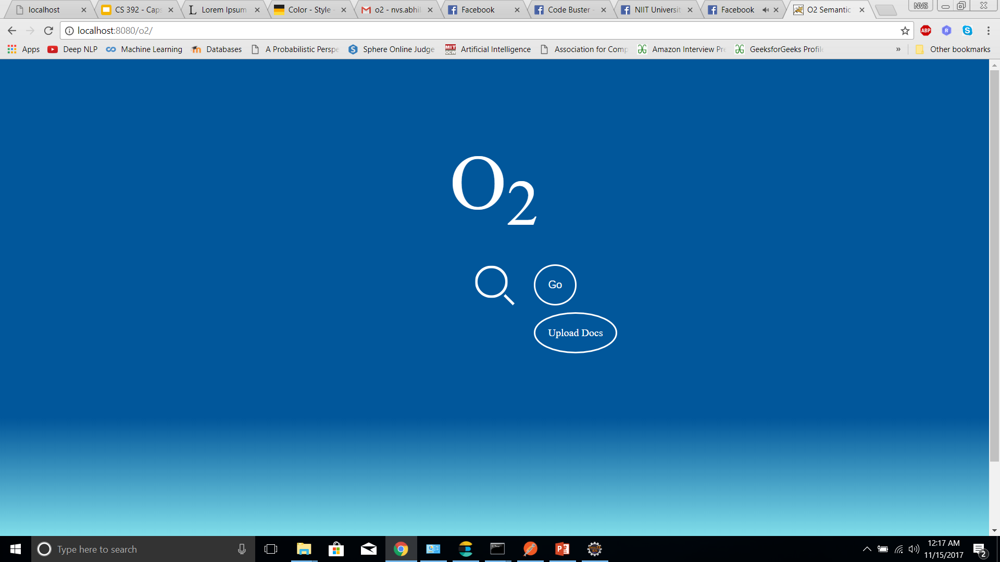 localhost
CS 392 - Caps
Lorem Ipsum
Color - Style -
o2 - nvs.abhil
Facebook
Code Buster -
NIIT Universit
Facebook
O2 Semantic
NVS
localhost:8080/o2/
ABP
R
Apps
Deep NLP
Machine Learning
Databases
A Probabilistic Perspe
Sphere Online Judge
MIT OCW
Artificial Intelligence
Association for Comp
Amazon Interview Pre
GeeksforGeeks Profile
»
Other bookmarks
O2
Go
Upload Docs
Type here to search
12:17 AM
11/15/2017
2